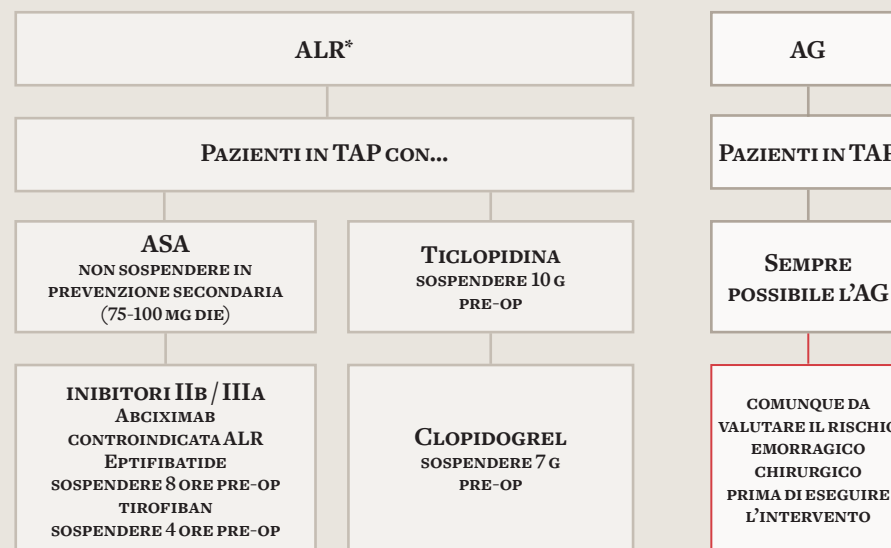 ALR*
Pazienti in TAP con...
ASA
non sospendere in
prevenzione secondaria
(75-100 mg die)
Ticlopidina
sospendere 10 g
pre-op
inibitori IIb / IIIa
Abciximab
controindicata ALR
Eptifibatide
sospendere 8 ore pre-op
tirofiban
sospendere 4 ore pre-op
Clopidogrel
sospendere 7 g
pre-op
AG
Pazienti in TAP
Sempre
possibile l'AG
comunque da
valutare il rischio
emorragico
chirurgico
prima di eseguire
l'intervento